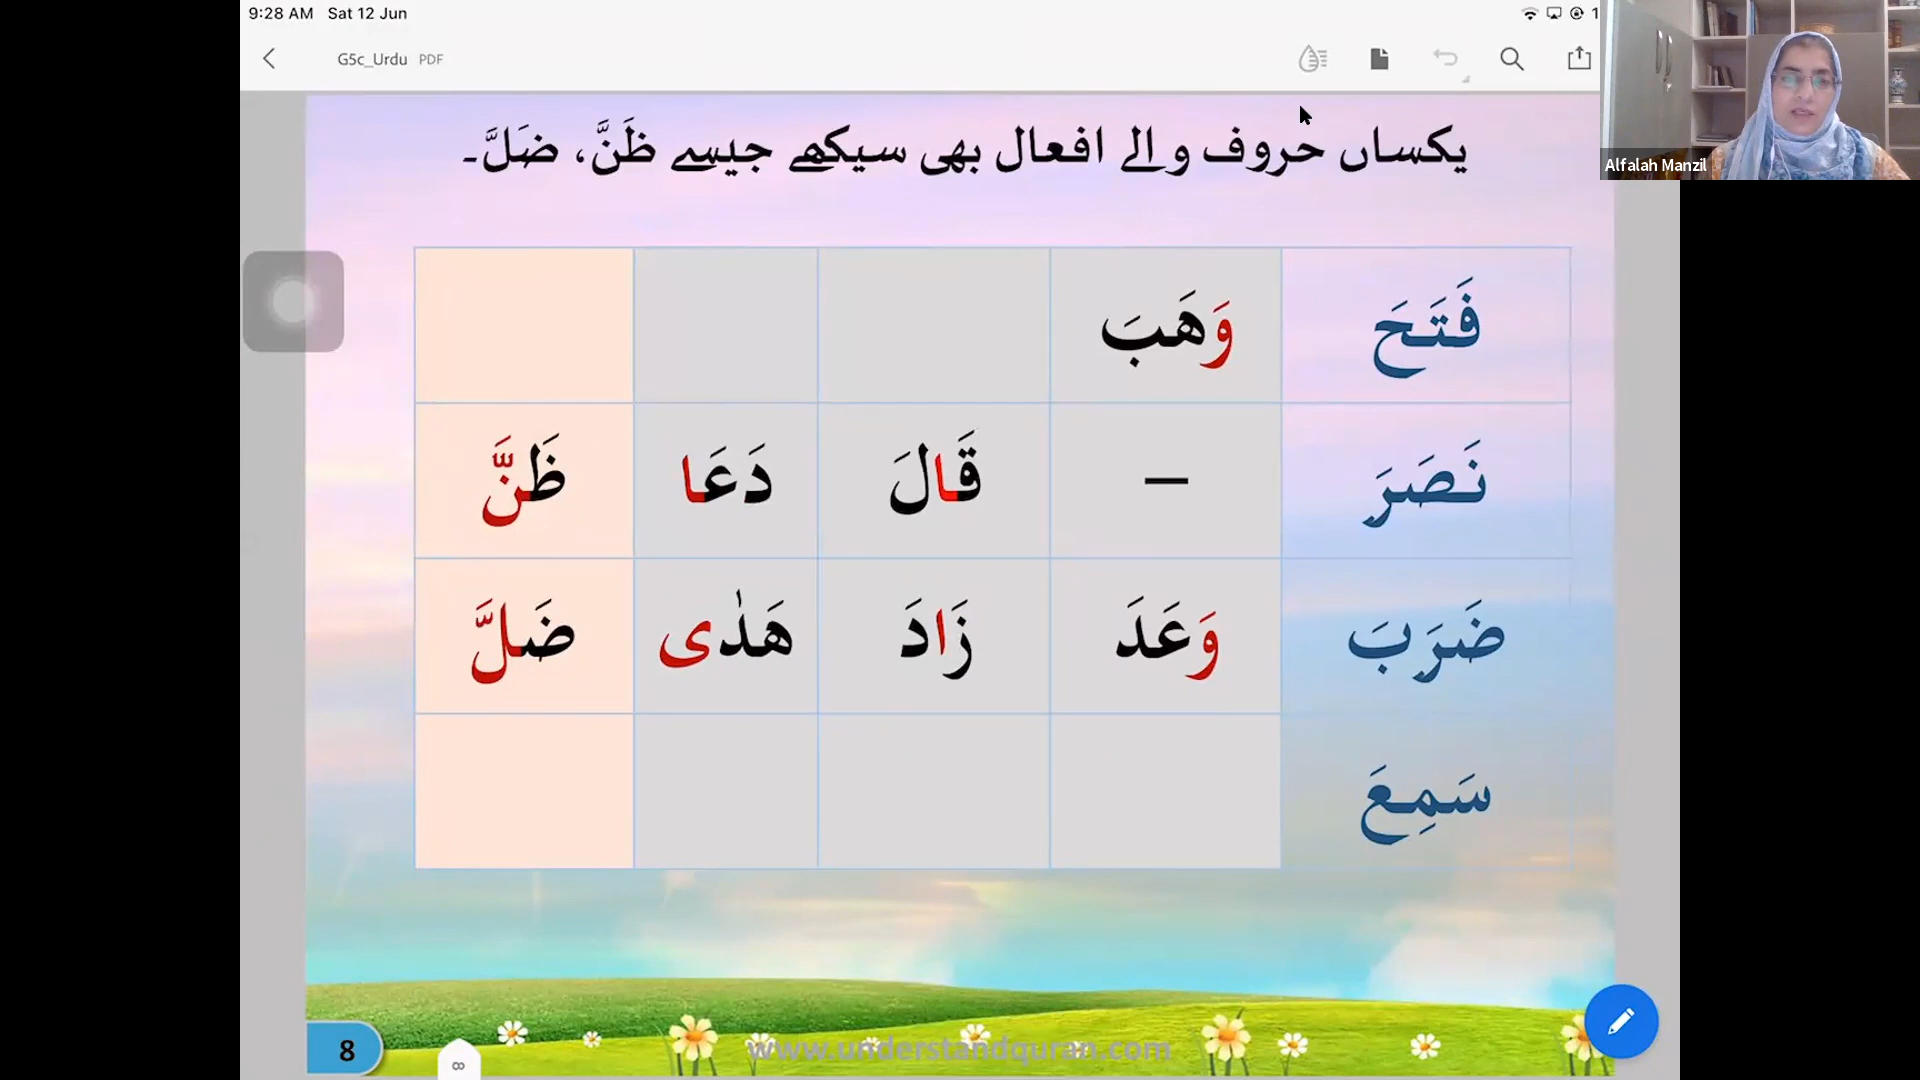 9:28 AM Sat 12 Jun
G5c_Urdu PDF
Alfalah Manzil
یکساں حروف والے افعال بھی سیکھے جیسے ظَنَّ، ضَلَّ۔
فَتَحَ وَهَبَ
نَصَرَ – قَالَ دَعَا ظَنَّ
ضَرَبَ وَعَدَ زَادَ هَدٰى ضَلَّ
سَمِعَ
8
www.understandquran.com